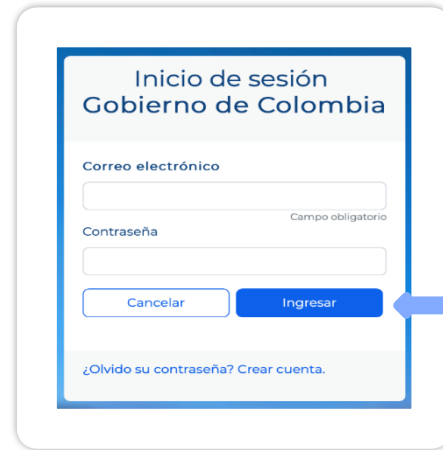 Inicio de sesión
Gobierno de Colombia
Correo electrónico
Campo obligatorio
Contraseña
Cancelar
Ingresar
¿Olvido su contraseña? Crear cuenta.